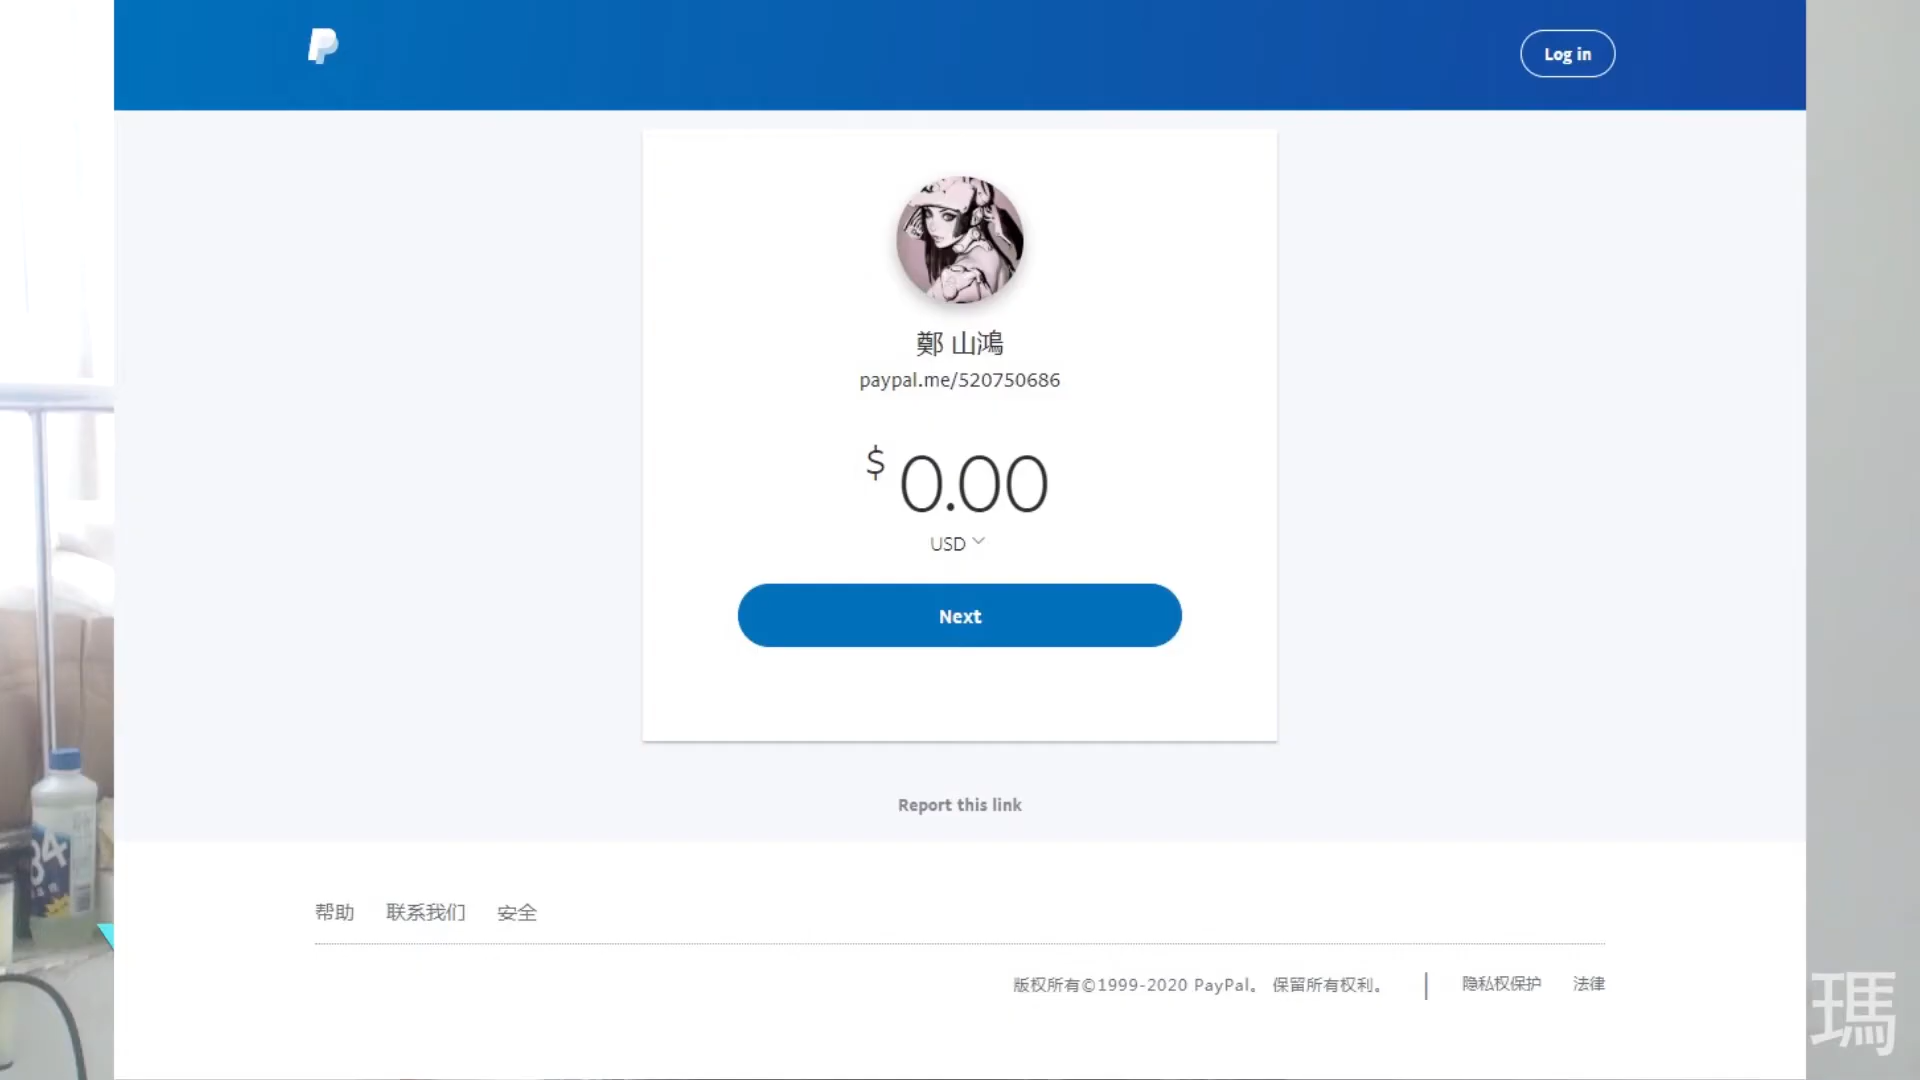 Log in
鄭 山鴻
paypal.me/520750686
$ 0.00
USD
Next
Report this link
帮助 联系我们 安全
版权所有©1999-2020 PayPal。 保留所有权利。 | 隐私权保护 法律
84
瑪